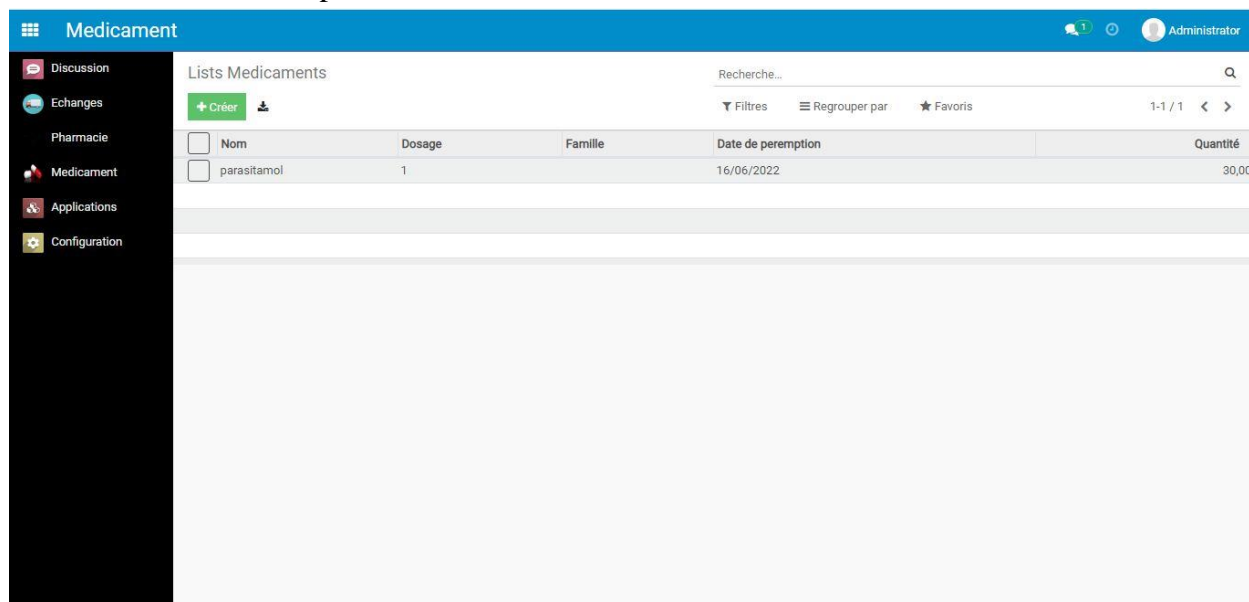 Medicament
1
Administrator
Discussion
Echanges
Pharmacie
Medicament
Applications
Configuration
Lists Medicaments
Recherche...
Créer
Filtres
Regrouper par
Favoris
1-1 / 1
Nom Dosage Famille Date de peremption Quantité
parasitamol 1 16/06/2022 30,00